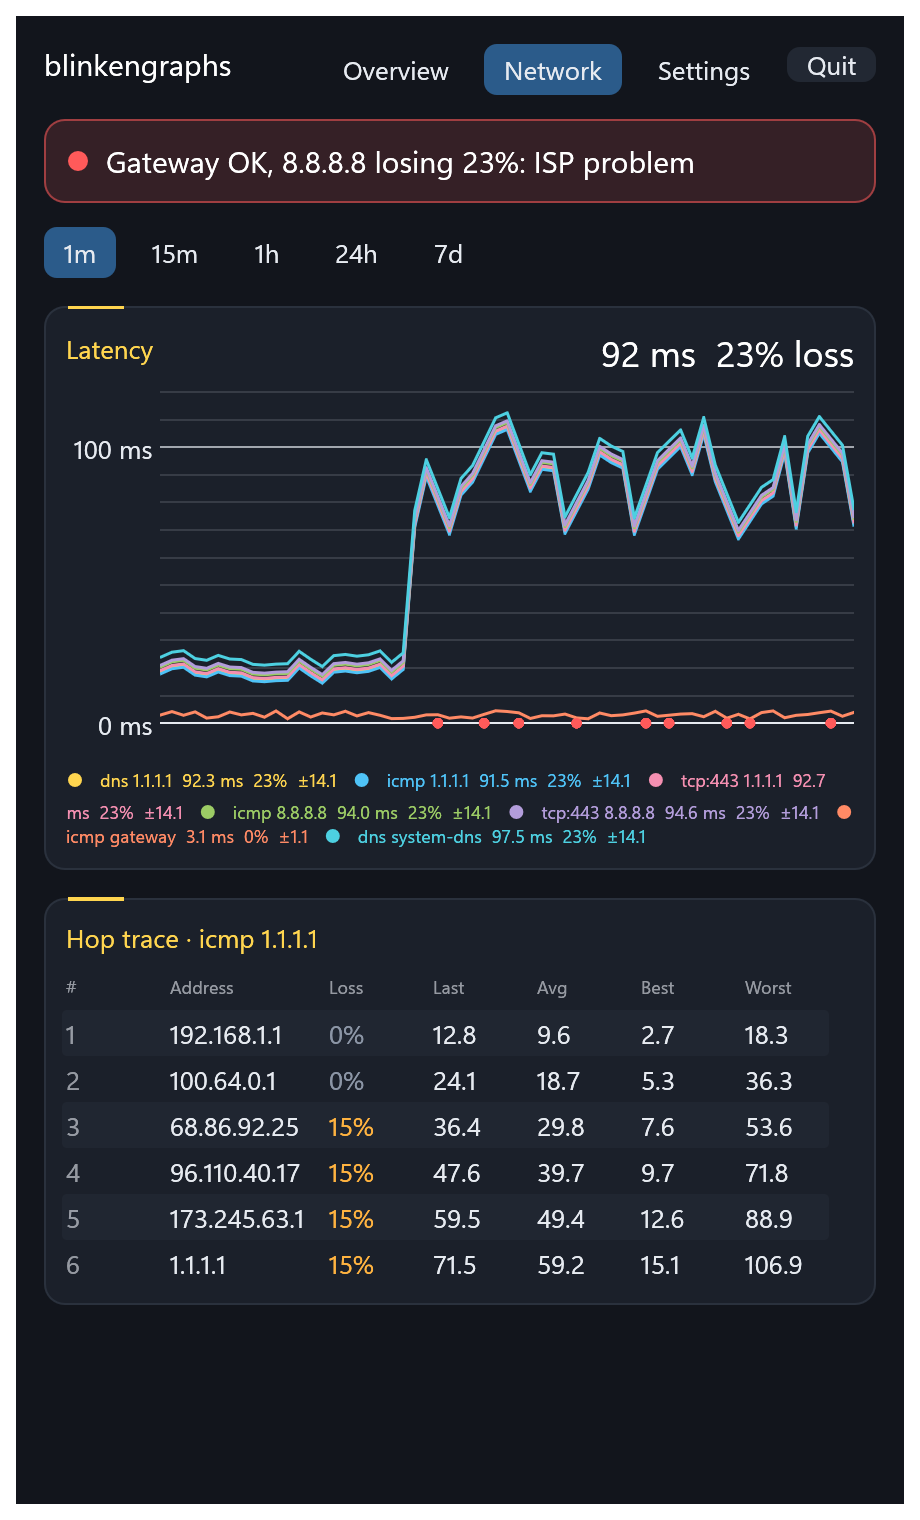 blinkengraphs Overview Network Settings Quit
Gateway OK, 8.8.8.8 losing 23%: ISP problem
1m 15m 1h 24h 7d
Latency 92 ms 23% loss
100 ms
0 ms
dns 1.1.1.1 92.3 ms 23% ±14.1 icmp 1.1.1.1 91.5 ms 23% ±14.1 tcp:443 1.1.1.1 92.7
ms 23% ±14.1 icmp 8.8.8.8 94.0 ms 23% ±14.1 tcp:443 8.8.8.8 94.6 ms 23% ±14.1
icmp gateway 3.1 ms 0% ±1.1 dns system-dns 97.5 ms 23% ±14.1
Hop trace · icmp 1.1.1.1
# Address Loss Last Avg Best Worst
1 192.168.1.1 0% 12.8 9.6 2.7 18.3
2 100.64.0.1 0% 24.1 18.7 5.3 36.3
3 68.86.92.25 15% 36.4 29.8 7.6 53.6
4 96.110.40.17 15% 47.6 39.7 9.7 71.8
5 173.245.63.1 15% 59.5 49.4 12.6 88.9
6 1.1.1.1 15% 71.5 59.2 15.1 106.9